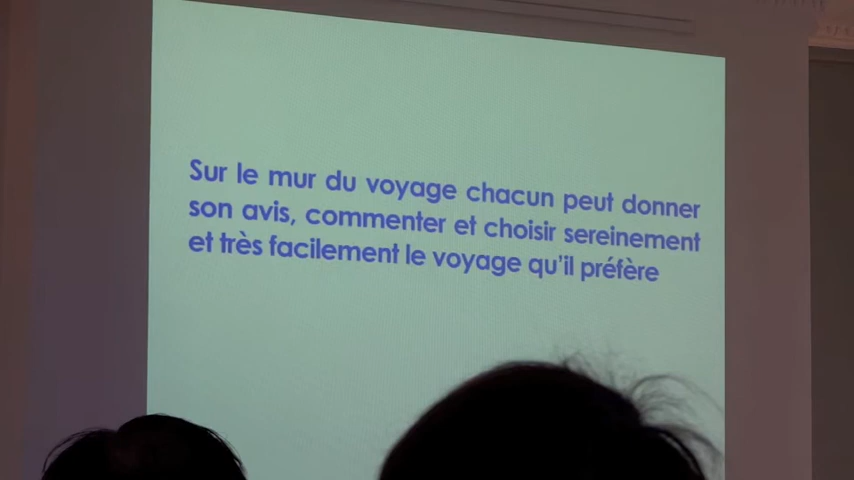 Sur le mur du voyage chacun peut donner
son avis, commenter et choisir sereinement
et très facilement le voyage qu'il préfère